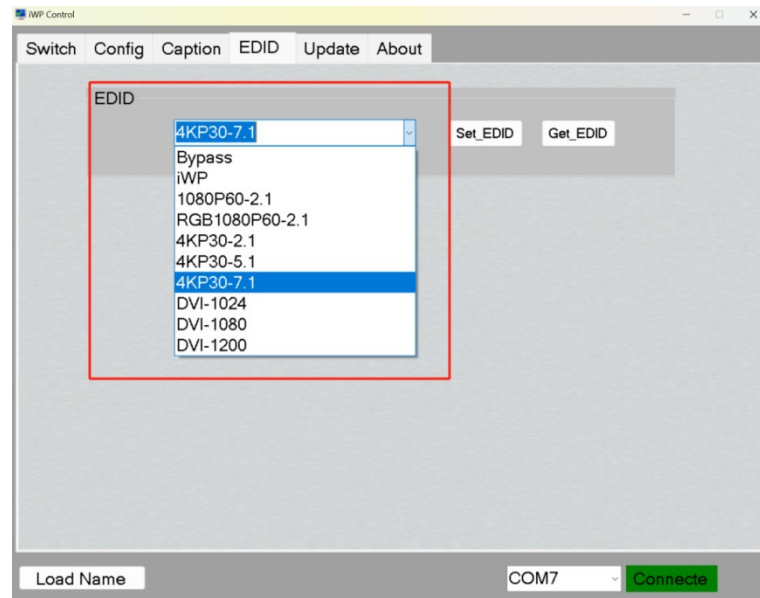 iWP Control
Switch Config Caption EDID Update About
EDID
4KP30-7.1 Set_EDID Get_EDID
Bypass
iWP
1080P60-2.1
RGB1080P60-2.1
4KP30-2.1
4KP30-5.1
4KP30-7.1
DVI-1024
DVI-1080
DVI-1200
Load Name COM7 Connecte